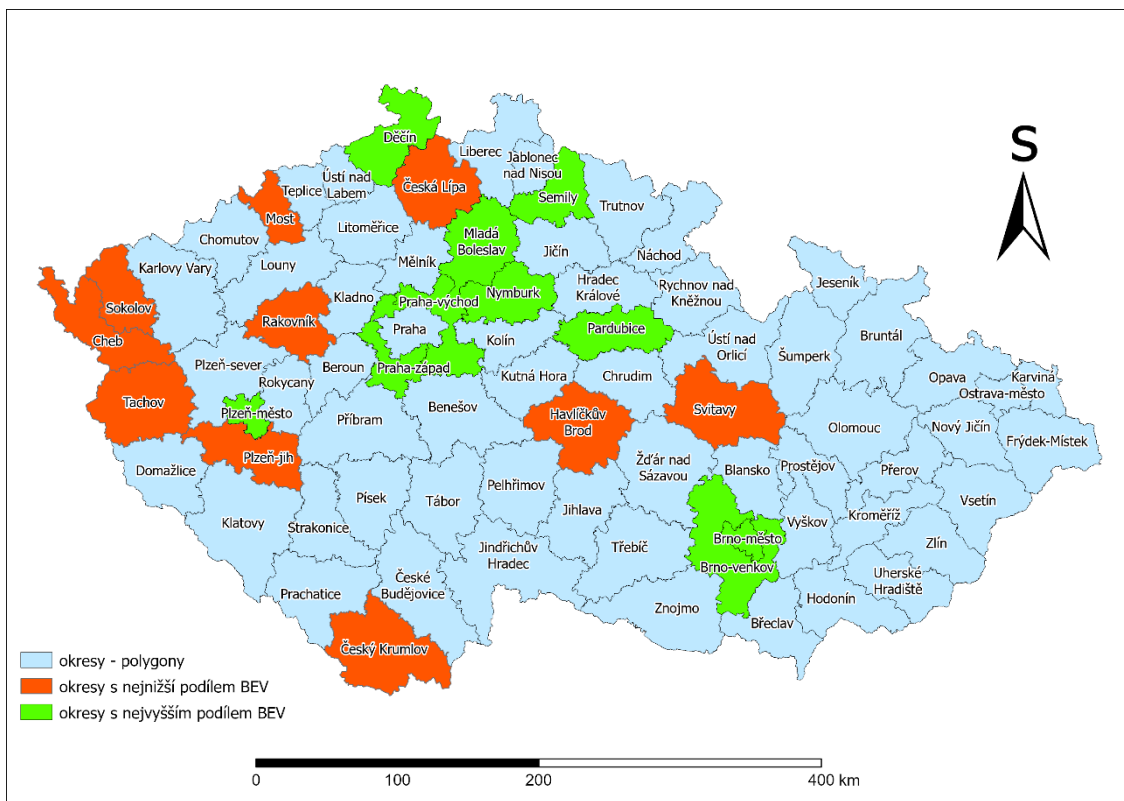 Děčín
Liberec
Jablonec
nad Nisou
Ústí nad
Labem
Teplice
Česká Lípa
Semily
Trutnov
Most
Litoměřice
Mladá
Boleslav
Chomutov
Jičín
Náchod
Karlovy Vary
Louny
Mělník
Hradec
Králové
Rychnov nad
Kněžnou
Jeseník
Sokolov
Kladno
Praha-východ
Nymburk
Rakovník
Praha
Pardubice
Bruntál
Cheb
Kolín
Ústí nad
Orlicí
Šumperk
Plzeň-sever
Beroun
Praha-západ
Kutná Hora
Chrudim
Opava
Karvina
Ostrava-město
Rokycany
Tachov
Plzeň-město
Benešov
Havlíčkův
Brod
Svitavy
Příbram
Olomouc
Nový Jičín
Frýdek-Místek
Plzeň-jih
Domažlice
Žďár nad
Sázavou
Blansko
Prostějov
Přerov
Pelhřimov
Písek
Tábor
Vsetín
Klatovy
Strakonice
Jihlava
Vyškov
Kroměříž
Brno-město
Třebíč
Zlín
Jindřichův
Hradec
Brno-venkov
Uherské
Hradiště
České
Budějovice
Prachatice
Znojmo
Hodonín
Břeclav
Český Krumlov
S
okresy - polygony
okresy s nejnižší podílem BEV
okresy s nejvyšším podílem BEV
0
100
200
400 km